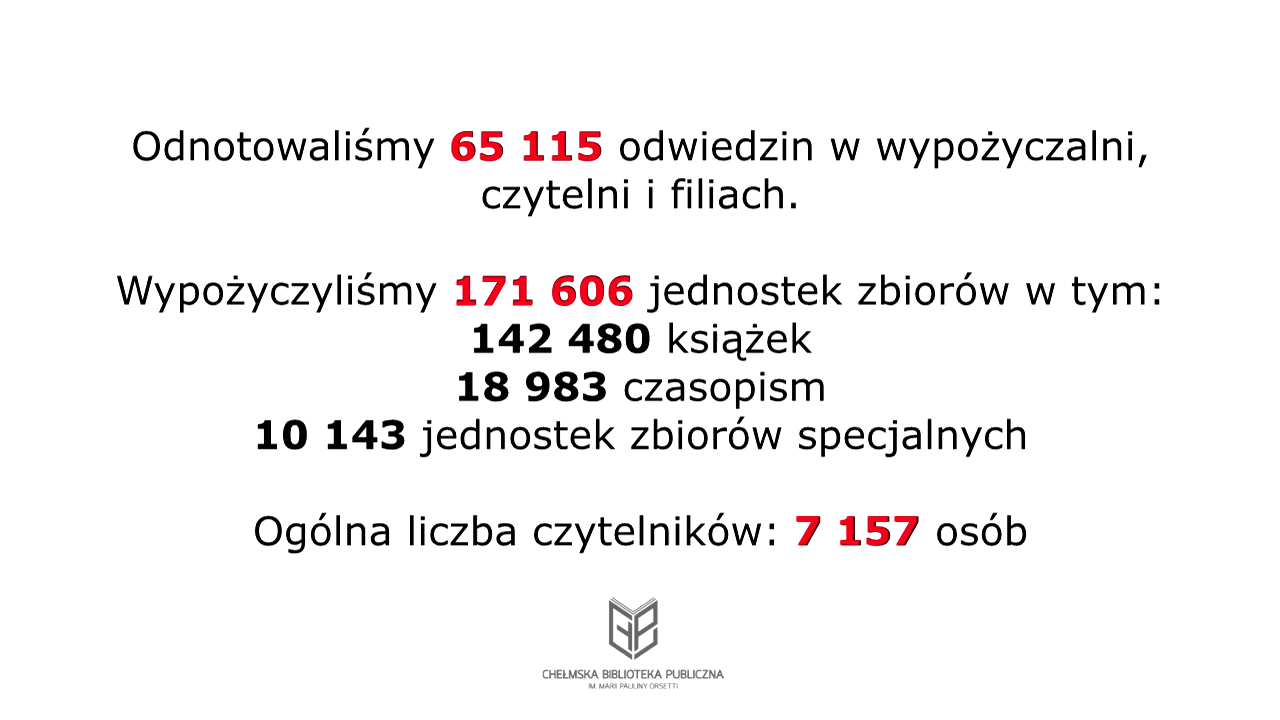 Odnotowaliśmy 65 115 odwiedzin w wypożyczalni,
czytelni i filiach.
Wypożyczyliśmy 171 606 jednostek zbiorów w tym:
142 480 książek
18 983 czasopism
10 143 jednostek zbiorów specjalnych
Ogólna liczba czytelników: 7 157 osób
CHEŁMSKA BIBLIOTEKA PUBLICZNA
IM. MARII PAULINY ORSETTI